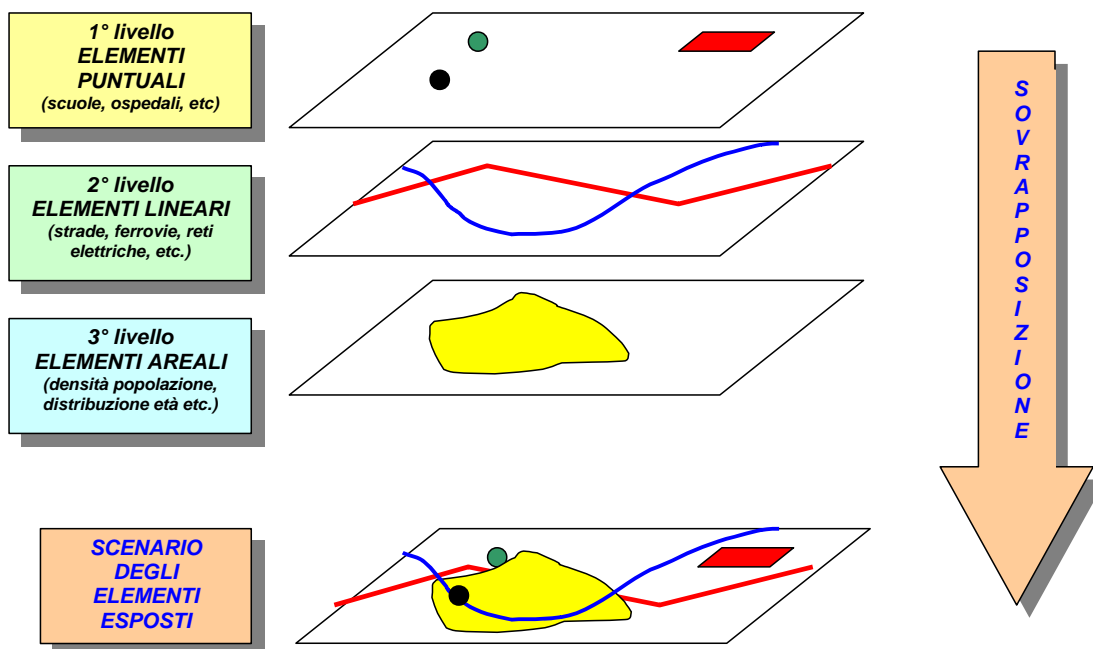 1° livello
ELEMENTI
PUNTUALI
(scuole, ospedali, etc)
2° livello
ELEMENTI LINEARI
(strade, ferrovie, reti
elettriche, etc.)
3° livello
ELEMENTI AREALI
(densità popolazione,
distribuzione età etc.)
SCENARIO
DEGLI
ELEMENTI
ESPOSTI
SOVRAPPOSIZIONE